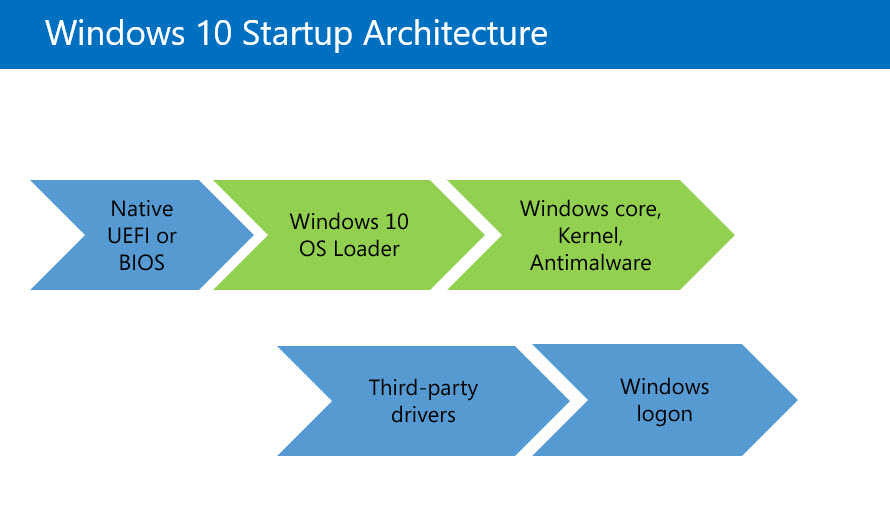 Windows 10 Startup Architecture
Native
UEFI or
BIOS
Windows 10
OS Loader
Windows core,
Kernel,
Antimalware
Third-party
drivers
Windows
logon